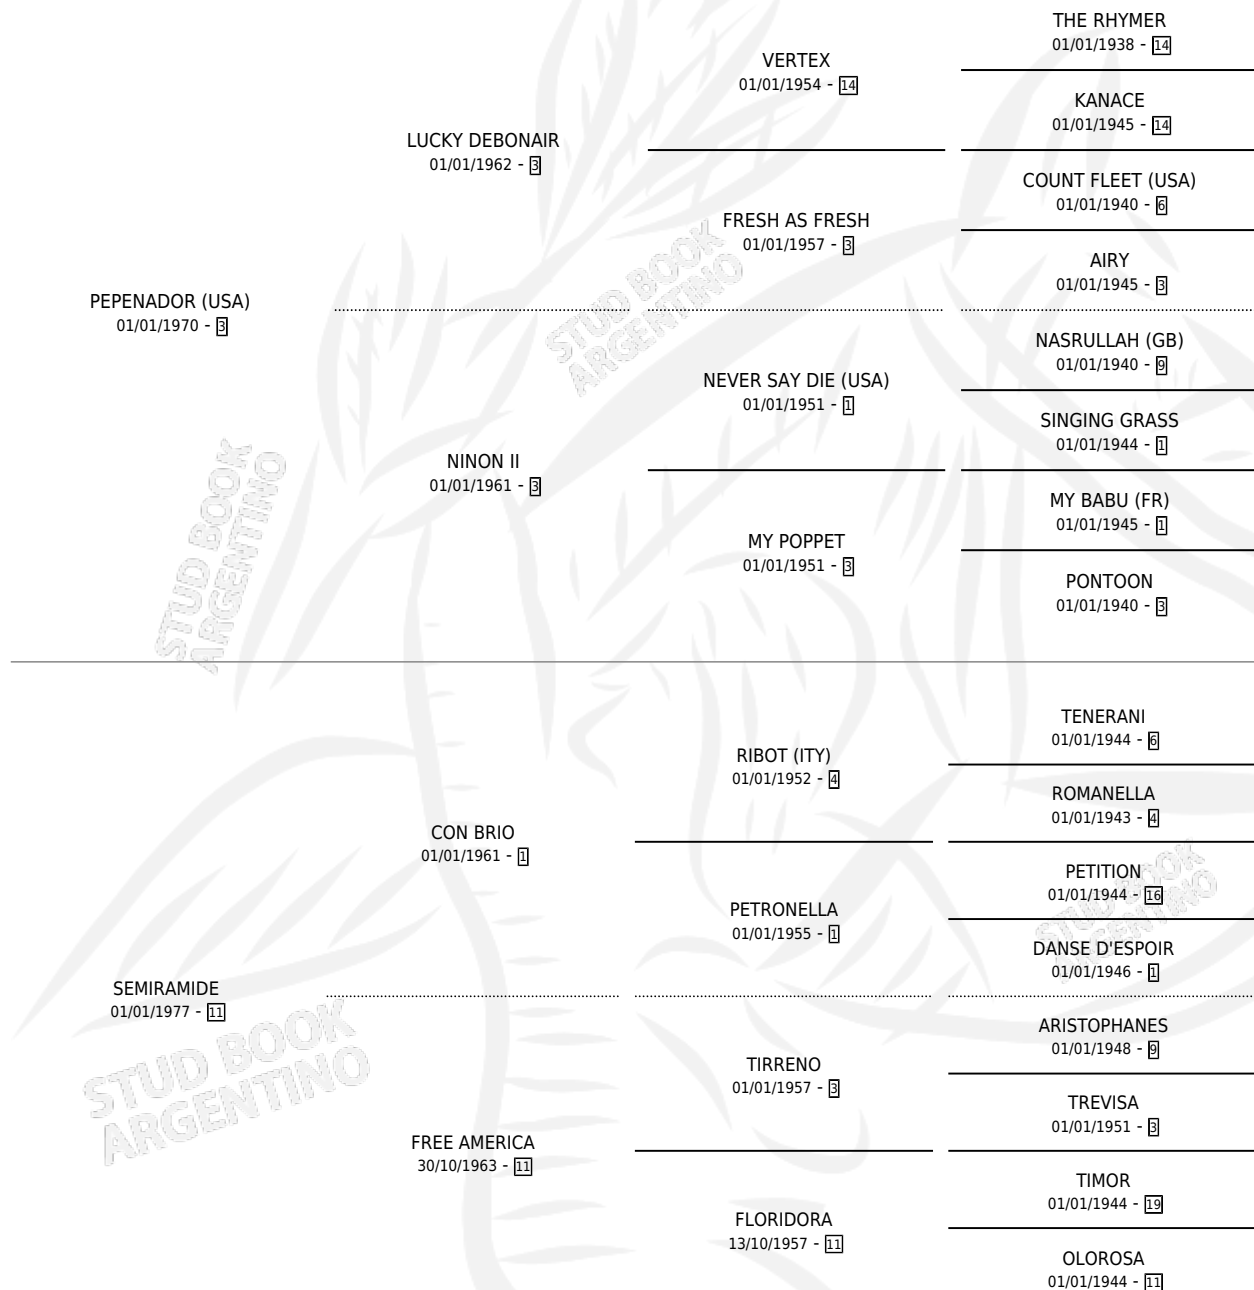 THE RHYMER
01/01/1938 - 14
VERTEX
01/01/1954 - 14
KANACE
01/01/1945 - 14
LUCKY DEBONAIR
01/01/1962 - 3
COUNT FLEET (USA)
01/01/1940 - 6
FRESH AS FRESH
01/01/1957 - 3
AIRY
01/01/1945 - 3
PEPENADOR (USA)
01/01/1970 - 3
NASRULLAH (GB)
01/01/1940 - 9
NEVER SAY DIE (USA)
01/01/1951 - 1
SINGING GRASS
01/01/1944 - 1
NINON II
01/01/1961 - 3
MY BABU (FR)
01/01/1945 - 1
MY POPPET
01/01/1951 - 3
PONTOON
01/01/1940 - 3
TENERANI
01/01/1944 - 6
RIBOT (ITY)
01/01/1952 - 4
ROMANELLA
01/01/1943 - 4
CON BRIO
01/01/1961 - 1
PETITION
01/01/1944 - 16
PETRONELLA
01/01/1955 - 1
DANSE D'ESPOIR
01/01/1946 - 1
SEMIRAMIDE
01/01/1977 - 11
ARISTOPHANES
01/01/1948 - 9
TIRRENO
01/01/1957 - 3
TREVISA
01/01/1951 - 3
FREE AMERICA
30/10/1963 - 11
TIMOR
01/01/1944 - 19
FLORIDORA
13/10/1957 - 11
OLOROSA
01/01/1944 - 11
STUD BOOK
ARGENTINO
STUD BOOK
ARGENTINO
STUD BOOK
ARGENTINO
STUD BOOK
ARGENTINO